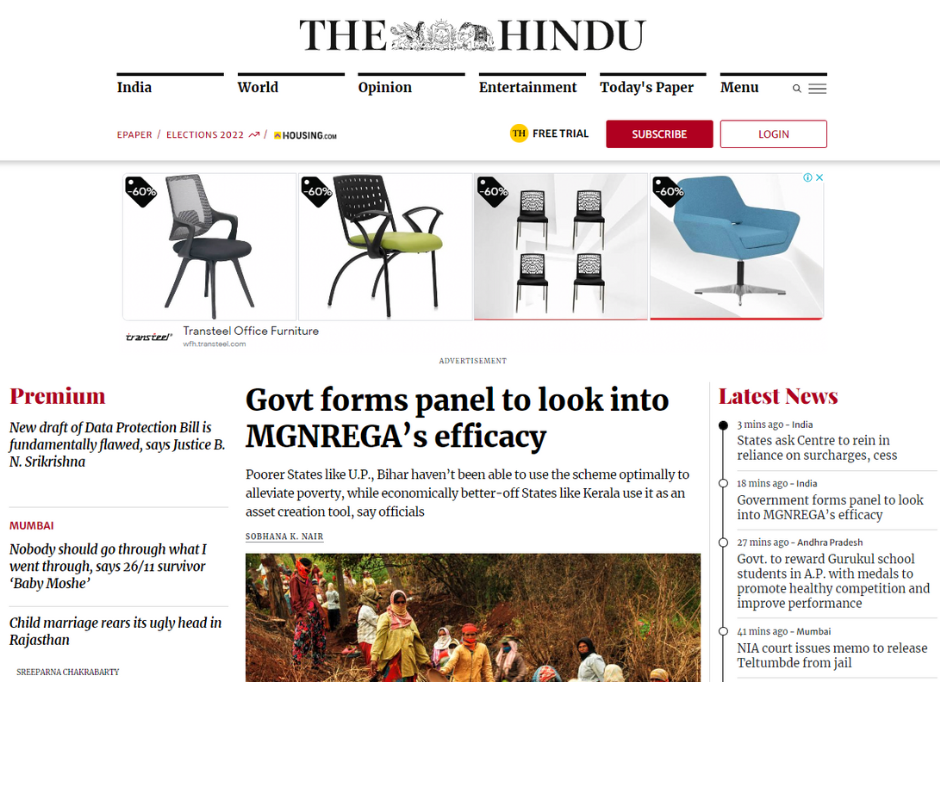 THE HINDU
India
World
Opinion
Entertainment
Today's Paper
Menu
EPAPER / ELECTIONS 2022 / HOUSING.COM
TH FREE TRIAL
SUBSCRIBE
LOGIN
-60%
-60%
-60%
-60%
transteel
Transteel Office Furniture
wfh.transteel.com
ADVERTISEMENT
Premium
New draft of Data Protection Bill is
fundamentally flawed, says Justice B.
N. Srikrishna
MUMBAI
Nobody should go through what I
went through, says 26/11 survivor
‘Baby Moshe’
Child marriage rears its ugly head in
Rajasthan
SREEPARNA CHAKRABARTY
Govt forms panel to look into
MGNREGA’s efficacy
Poorer States like U.P., Bihar haven’t been able to use the scheme optimally to
alleviate poverty, while economically better-off States like Kerala use it as an
asset creation tool, say officials
SOBHANA K. NAIR
Latest News
3 mins ago - India
States ask Centre to rein in
reliance on surcharges, cess
18 mins ago - India
Government forms panel to look
into MGNREGA’s efficacy
27 mins ago - Andhra Pradesh
Govt. to reward Gurukul school
students in A.P. with medals to
promote healthy competition and
improve performance
41 mins ago - Mumbai
NIA court issues memo to release
Teltumbde from jail